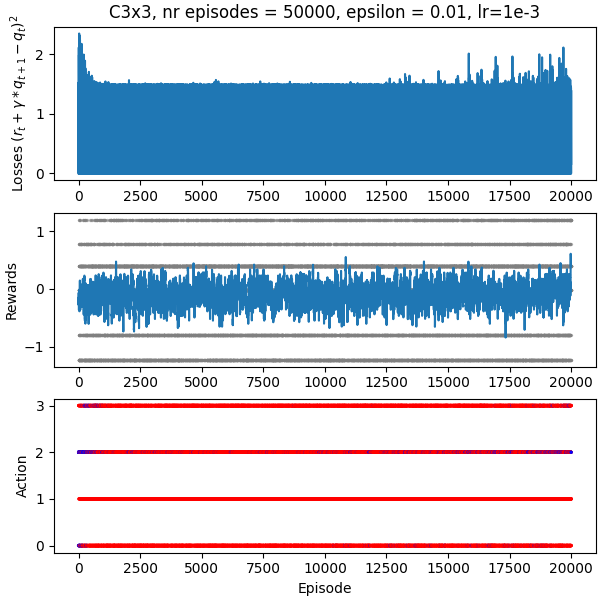 C3x3, nr episodes = 50000, epsilon = 0.01, lr=1e-3
Losses (r_t + γ * q_{t+1} − q_t)^2
2
1
0
0 2500 5000 7500 10000 12500 15000 17500 20000
Rewards
1
0
−1
0 2500 5000 7500 10000 12500 15000 17500 20000
Action
3
2
1
0
0 2500 5000 7500 10000 12500 15000 17500 20000
Episode